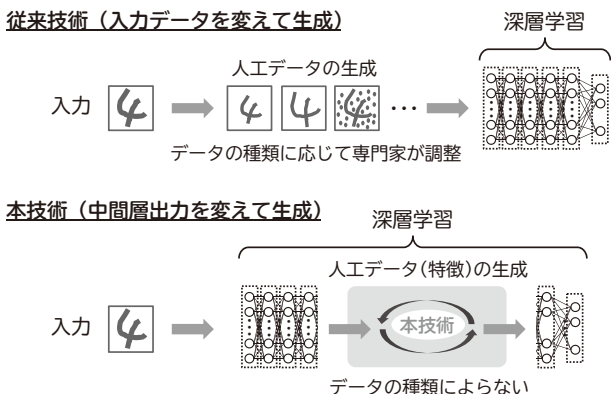 従来技術（入力データを変えて生成）
深層学習
人工データの生成
入力
4
4
4
4
…
データの種類に応じて専門家が調整
本技術（中間層出力を変えて生成）
深層学習
人工データ（特徴）の生成
入力
4
本技術
データの種類によらない